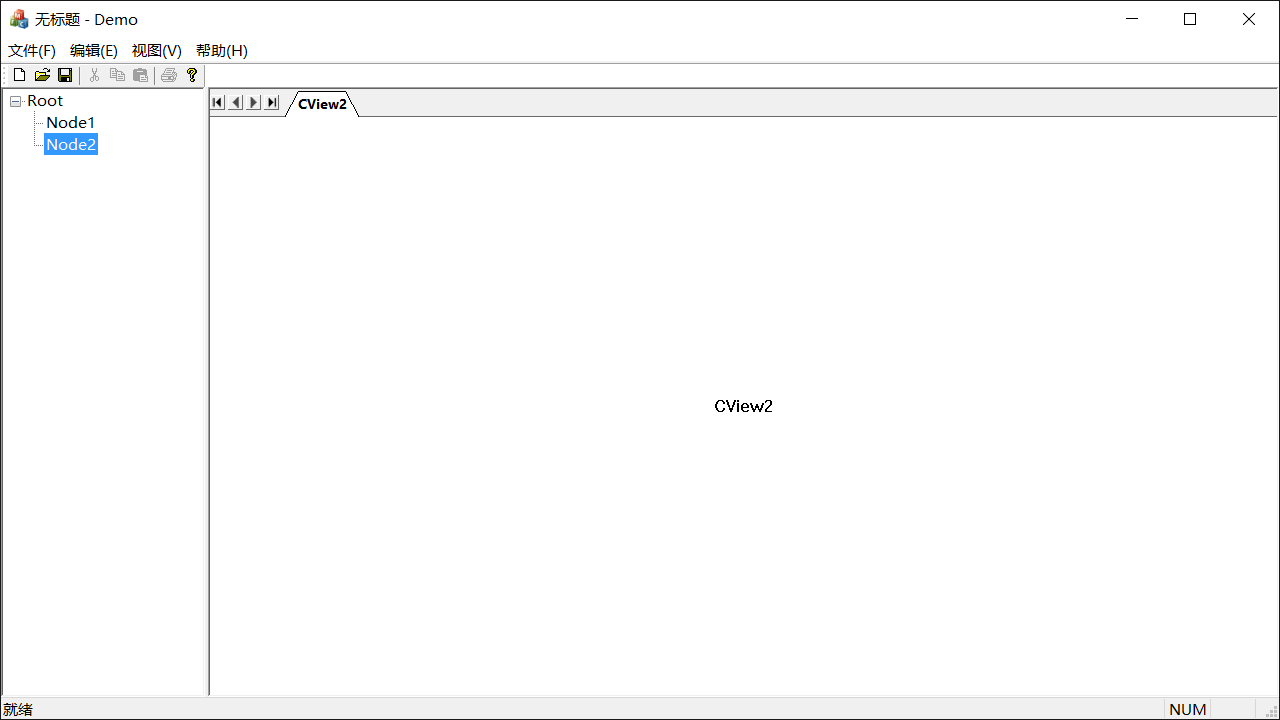 无标题 - Demo
文件(F) 编辑(E) 视图(V) 帮助(H)
Root
Node1
Node2
CView2
CView2
就绪
NUM